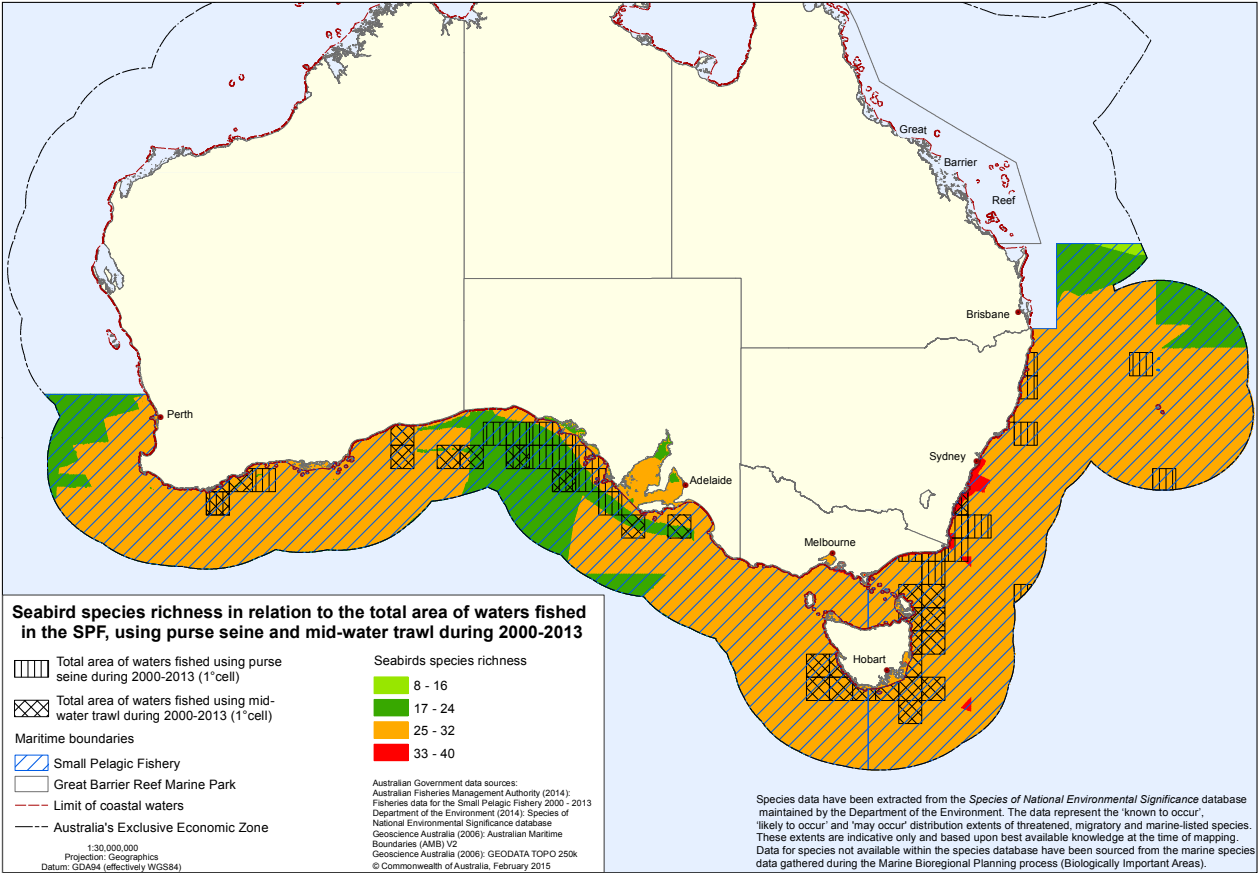 Great
Barrier
Reef
Brisbane
Perth
Sydney
Adelaide
Melbourne
Hobart
Seabird species richness in relation to the total area of waters fished
in the SPF, using purse seine and mid-water trawl during 2000-2013
Total area of waters fished using purse
seine during 2000-2013 (1°cell)
Total area of waters fished using mid-
water trawl during 2000-2013 (1°cell)
Maritime boundaries
Small Pelagic Fishery
Great Barrier Reef Marine Park
Limit of coastal waters
Australia's Exclusive Economic Zone
1:30,000,000
Projection: Geographics
Datum: GDA94 (effectively WGS84)
Seabirds species richness
8 - 16
17 - 24
25 - 32
33 - 40
Australian Government data sources:
Australian Fisheries Management Authority (2014):
Fisheries data for the Small Pelagic Fishery 2000 - 2013
Department of the Environment (2014): Species of
National Environmental Significance database
Geoscience Australia (2006): Australian Maritime
Boundaries (AMB) V2
Geoscience Australia (2006): GEODATA TOPO 250k
© Commonwealth of Australia, February 2015
Species data have been extracted from the Species of National Environmental Significance database
maintained by the Department of the Environment. The data represent the 'known to occur',
'likely to occur' and 'may occur' distribution extents of threatened, migratory and marine-listed species.
These extents are indicative only and based upon best available knowledge at the time of mapping.
Data for species not available within the species database have been sourced from the marine species
data gathered during the Marine Bioregional Planning process (Biologically Important Areas).